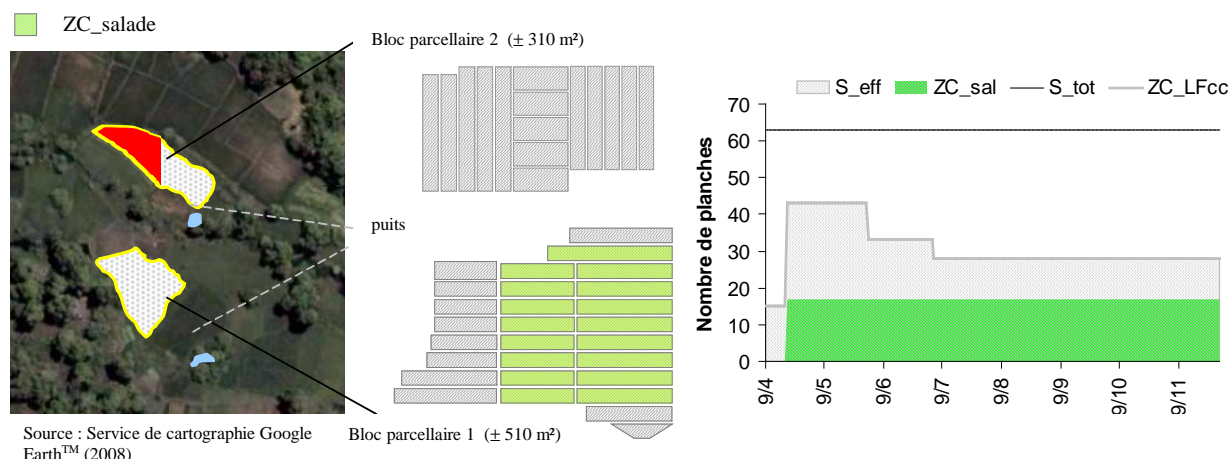 ZC_salade
Bloc parcellaire 2 (± 310 m²)
puits
Bloc parcellaire 1 (± 510 m²)
Source : Service de cartographie Google
Earth™ (2008)
S_eff ZC_sal S_tot ZC_LFcc
Nombre de planches
70
60
50
40
30
20
10
0
9/4 9/5 9/6 9/7 9/8 9/9 9/10 9/11